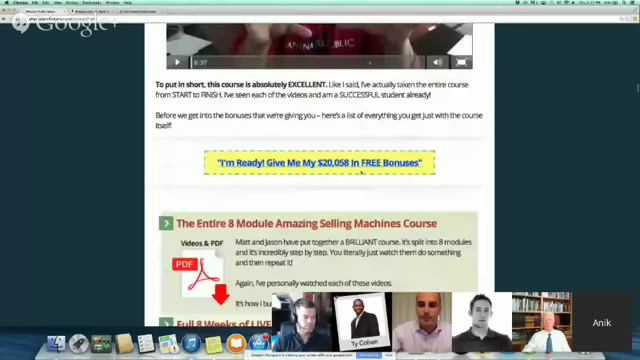 Google+
BANANA REPUBLIC
8:37
To put in short, this course is absolutely EXCELLENT. Like I said, I've actually taken the entire course
from START to FINISH. I've seen each of the videos and am a SUCCESSFUL student already!
Before we get into the bonuses that we're giving you – here's a list of everything you get just with the course
itself!
"I'm Ready! Give Me My $20,058 In FREE Bonuses"
The Entire 8 Module Amazing Selling Machines Course
Videos & PDF
PDF
Matt and Jason have put together a BRILLIANT course. It's split into 8 modules
and it's incredibly step by step. You literally just watch them do something
and then repeat it!
Again, I've personally watched each of these videos.
It's how I bui
Full 8 Weeks of LIVE
Ty Cohan
Anik